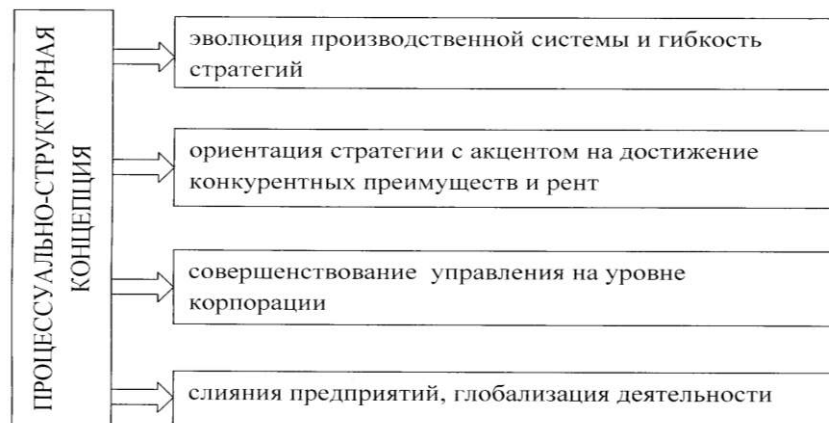 ПРОЦЕССУАЛЬНО-СТРУКТУРНАЯ
КОНЦЕПЦИЯ
эволюция производственной системы и гибкость
стратегий
ориентация стратегии с акцентом на достижение
конкурентных преимуществ и рент
совершенствование управления на уровне
корпорации
слияния предприятий, глобализация деятельности